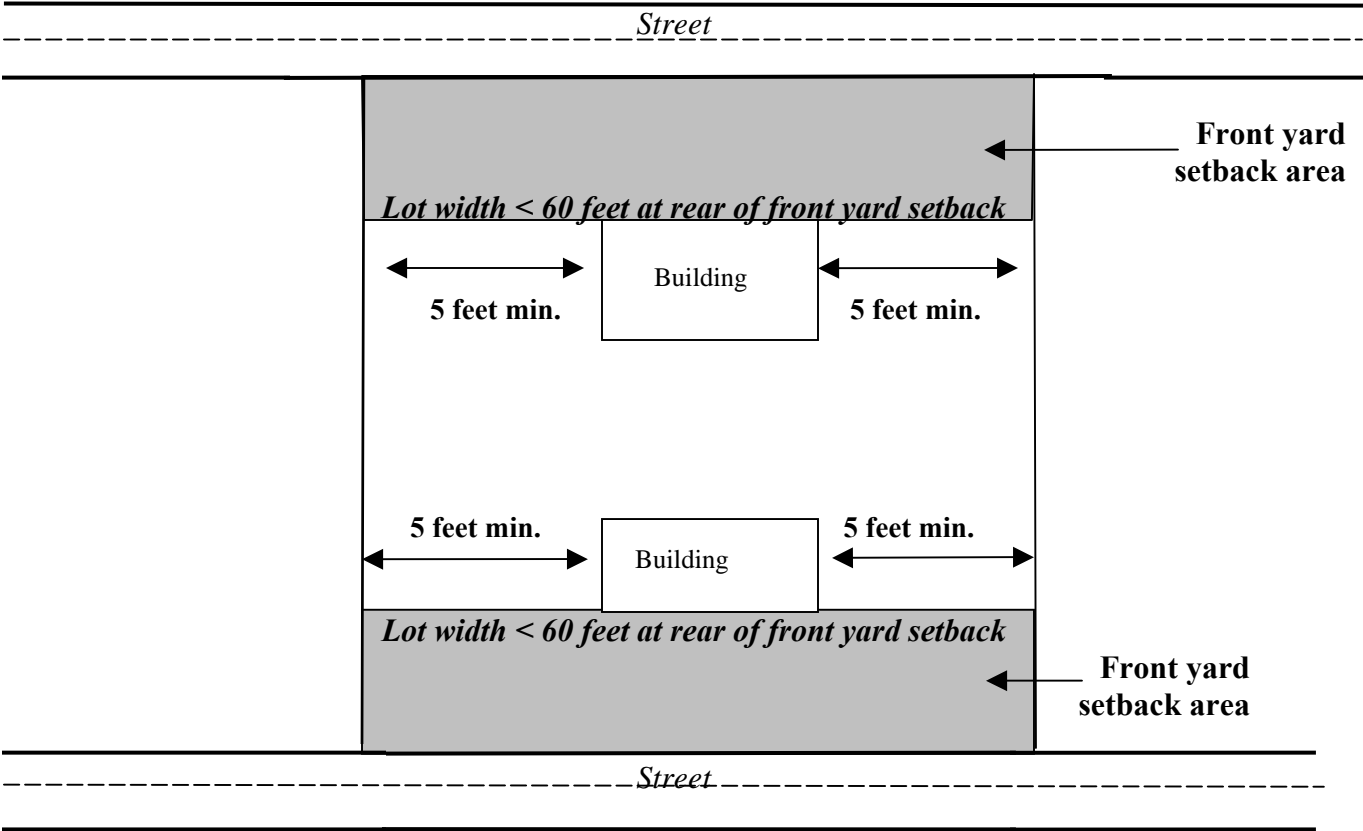 Street
Front yard
setback area
Lot width < 60 feet at rear of front yard setback
Building
5 feet min.
5 feet min.
5 feet min.
5 feet min.
Building
Lot width < 60 feet at rear of front yard setback
Front yard
setback area
Street